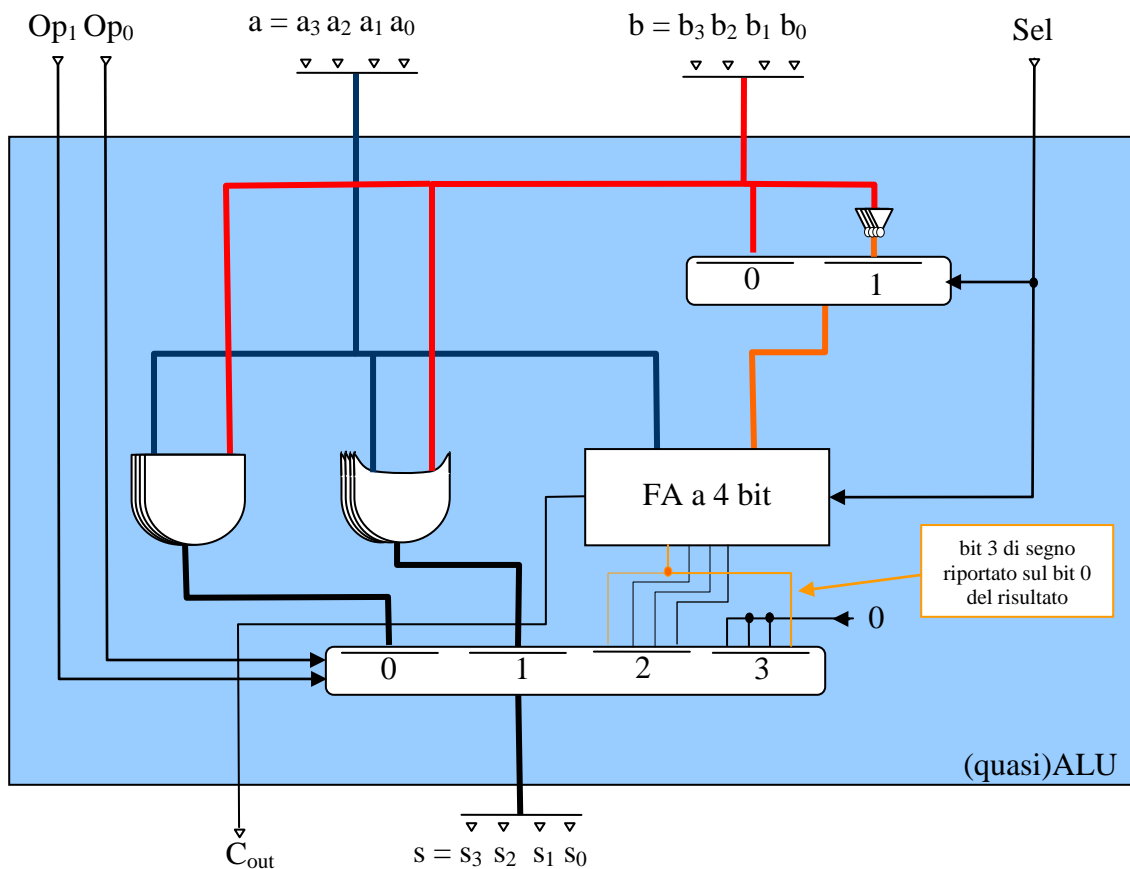 Op₁ Op₀
a = a₃ a₂ a₁ a₀
b = b₃ b₂ b₁ b₀
Sel
0
1
FA a 4 bit
bit 3 di segno
riportato sul bit 0
del risultato
0
0
1
2
3
(quasi)ALU
Cout
s = s₃ s₂ s₁ s₀